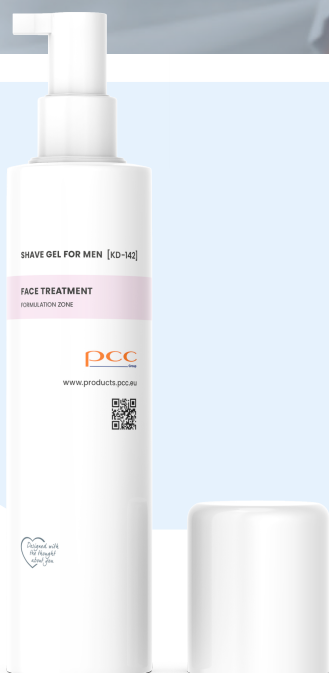 SHAVE GEL FOR MEN [KD-142]
FACE TREATMENT
FORMULATION ZONE
pcc
Group
www.products.pcc.eu
Designed with
the thought
about you